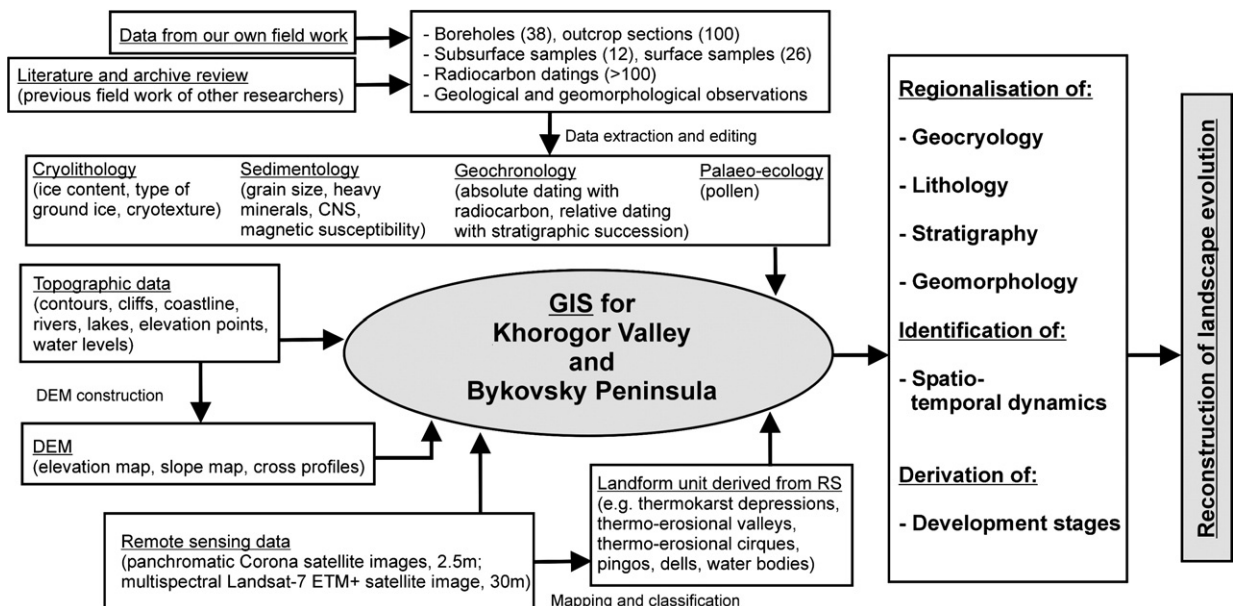 Data from our own field work
Literature and archive review
(previous field work of other researchers)
- Boreholes (38), outcrop sections (100)
- Subsurface samples (12), surface samples (26)
- Radiocarbon datings (>100)
- Geological and geomorphological observations
Data extraction and editing
Cryolithology
(ice content, type of
ground ice, cryotexture)
Sedimentology
(grain size, heavy
minerals, CNS,
magnetic susceptibility)
Geochronology
(absolute dating with
radiocarbon, relative dating
with stratigraphic succession)
Palaeo-ecology
(pollen)
Topographic data
(contours, cliffs, coastline,
rivers, lakes, elevation points,
water levels)
DEM construction
DEM
(elevation map, slope map, cross profiles)
GIS for
Khorogor Valley
and
Bykovsky Peninsula
Remote sensing data
(panchromatic Corona satellite images, 2.5m;
multispectral Landsat-7 ETM+ satellite image, 30m)
Mapping and classification
Landform unit derived from RS
(e.g. thermokarst depressions,
thermo-erosional valleys,
thermo-erosional cirques,
pingos, dells, water bodies)
Regionalisation of:
- Geocryology
- Lithology
- Stratigraphy
- Geomorphology
Identification of:
- Spatio-
temporal dynamics
Derivation of:
- Development stages
Reconstruction of landscape evolution